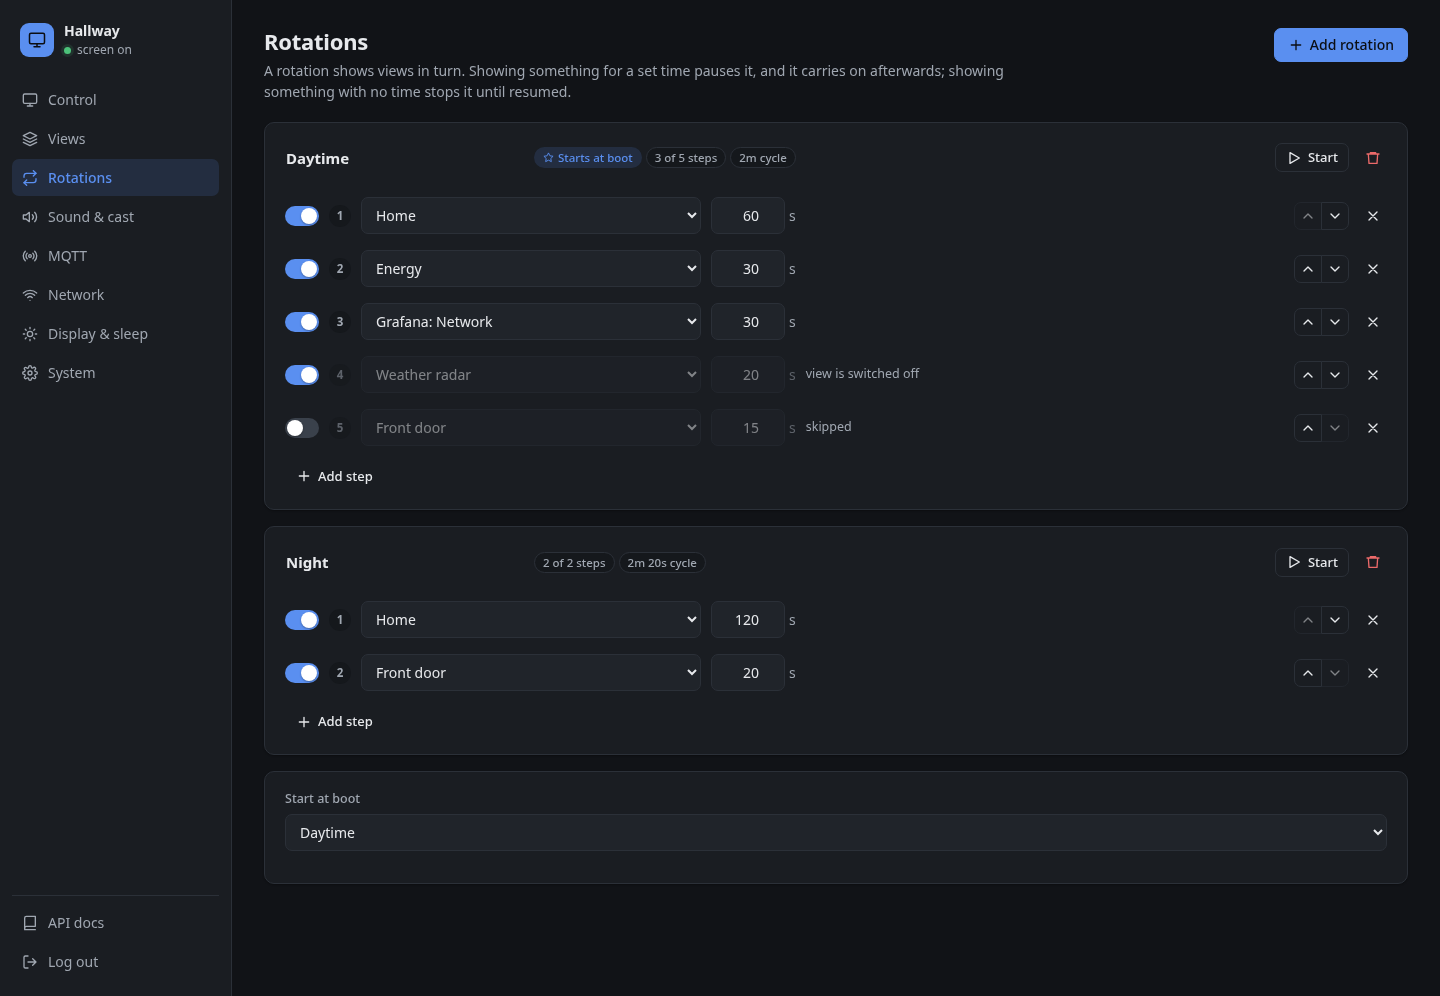 Hallway
screen on
Control
Views
Rotations
Sound & cast
MQTT
Network
Display & sleep
System
API docs
Log out
Rotations
A rotation shows views in turn. Showing something for a set time pauses it, and it carries on afterwards; showing
something with no time stops it until resumed.
Add rotation
Daytime Starts at boot 3 of 5 steps 2m cycle Start
1 Home 60 s
2 Energy 30 s
3 Grafana: Network 30 s
4 Weather radar 20 s view is switched off
5 Front door 15 s skipped
Add step
Night 2 of 2 steps 2m 20s cycle Start
1 Home 120 s
2 Front door 20 s
Add step
Start at boot
Daytime